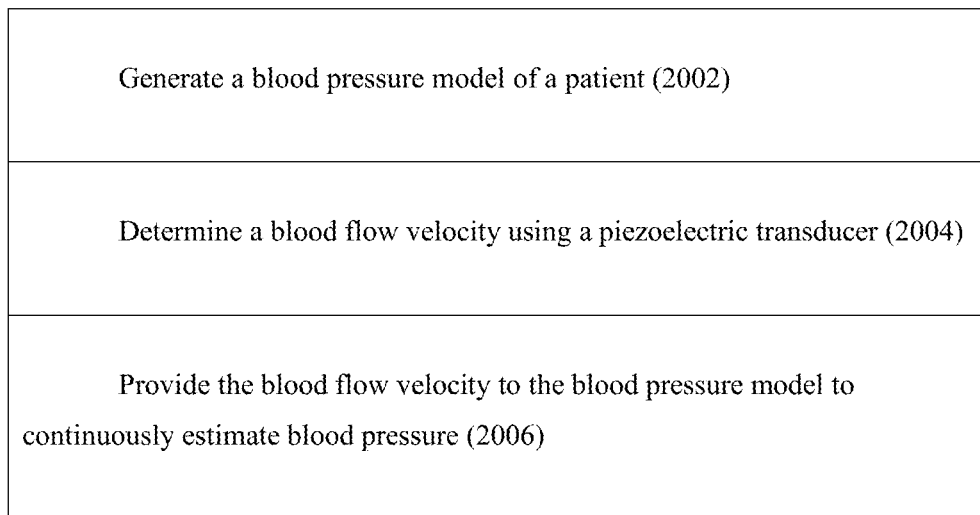 Generate a blood pressure model of a patient (2002)
Determine a blood flow velocity using a piezoelectric transducer (2004)
Provide the blood flow velocity to the blood pressure model to
continuously estimate blood pressure (2006)